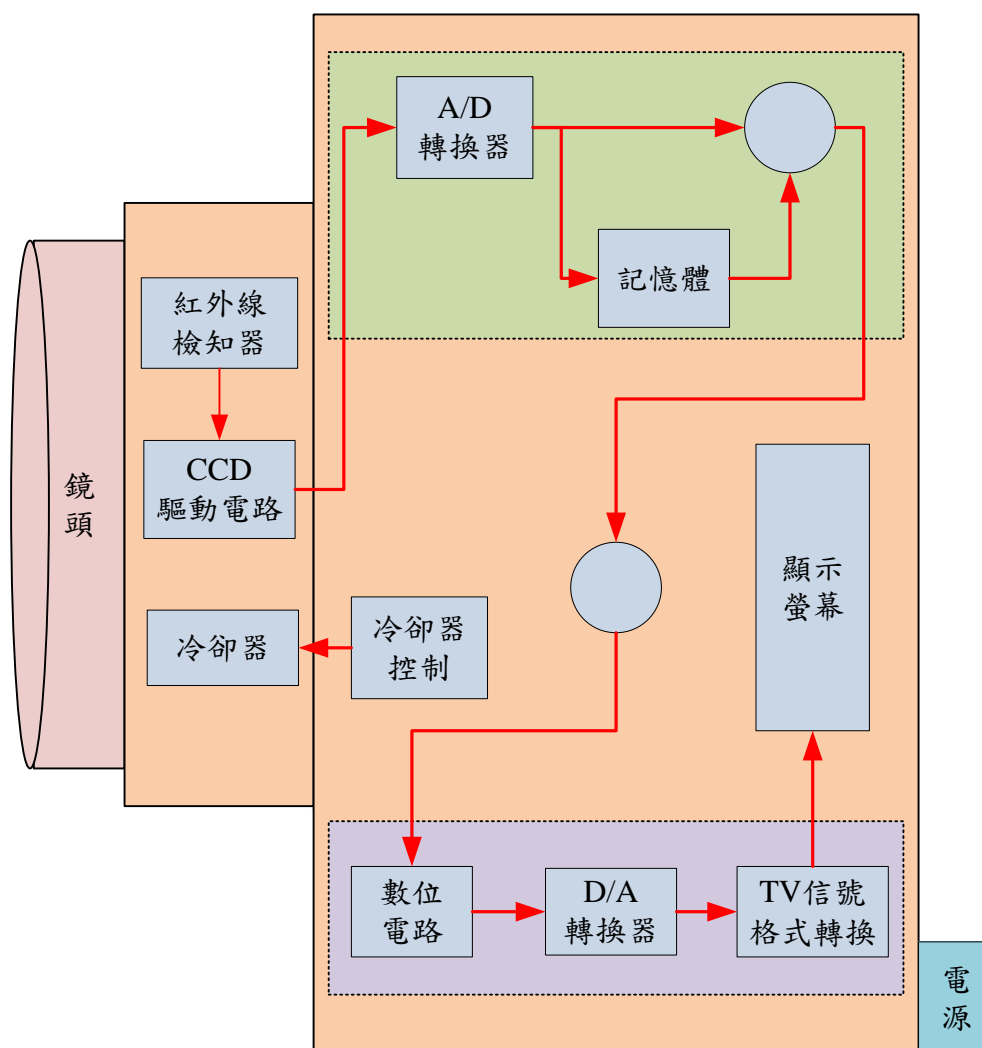 A/D
轉換器
記憶體
紅外線
檢知器
CCD
驅動電路
鏡
頭
冷卻器
冷卻器
控制
顯示
螢幕
數位
電路
D/A
轉換器
TV信號
格式轉換
電
源